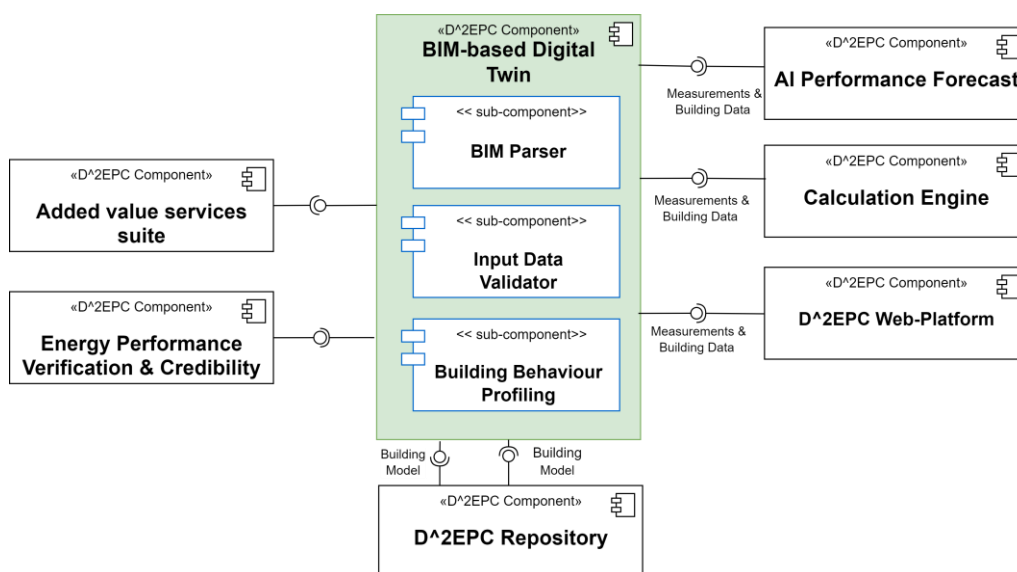 «D^2EPC Component»
BIM-based Digital
Twin
<< sub-component>>
BIM Parser
<< sub-component>>
Input Data
Validator
<< sub-component>>
Building Behaviour
Profiling
«D^2EPC Component»
Added value services
suite
«D^2EPC Component»
Energy Performance
Verification & Credibility
«D^2EPC Component»
AI Performance Forecast
Measurements &
Building Data
«D^2EPC Component»
Calculation Engine
Measurements &
Building Data
«D^2EPC Component»
D^2EPC Web-Platform
Measurements &
Building Data
Building
Model
Building
Model
«D^2EPC Component»
D^2EPC Repository